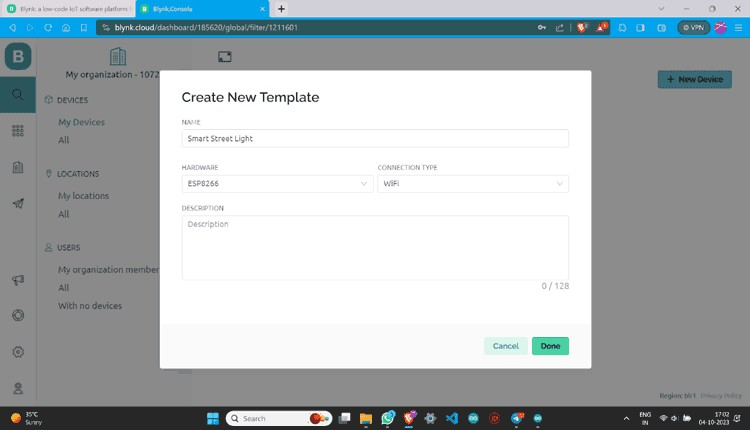 Blynk: a low-code IoT software platform
Blynk.Console
blynk.cloud/dashboard/185620/global/filter/1211601
VPN
B
My organization - 1072
New Device
DEVICES
My Devices
All
LOCATIONS
My locations
All
USERS
My organization member
All
With no devices
Create New Template
NAME
Smart Street Light
HARDWARE
CONNECTION TYPE
ESP8266
WiFi
DESCRIPTION
Description
0 / 128
Cancel
Done
Region: blr1
Privacy Policy
35°C
Sunny
Search
ENG
IN
17:02
04-10-2023